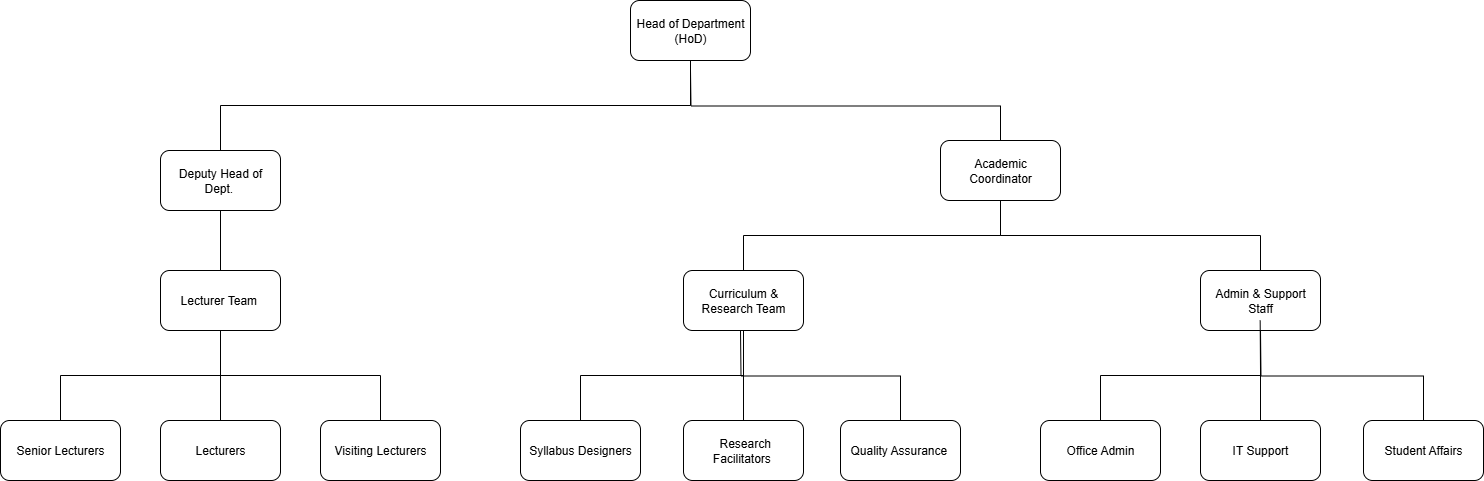 Head of Department
(HoD)
Deputy Head of
Dept.
Academic
Coordinator
Lecturer Team
Curriculum &
Research Team
Admin & Support
Staff
Senior Lecturers
Lecturers
Visiting Lecturers
Syllabus Designers
Research
Facilitators
Quality Assurance
Office Admin
IT Support
Student Affairs